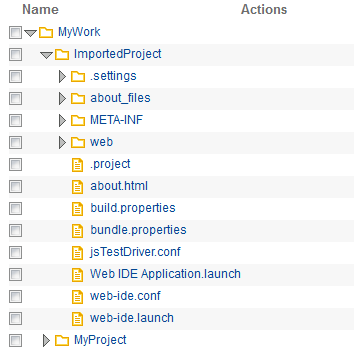 Name Actions
MyWork
ImportedProject
.settings
about_files
META-INF
web
.project
about.html
build.properties
bundle.properties
jsTestDriver.conf
Web IDE Application.launch
web-ide.conf
web-ide.launch
MyProject